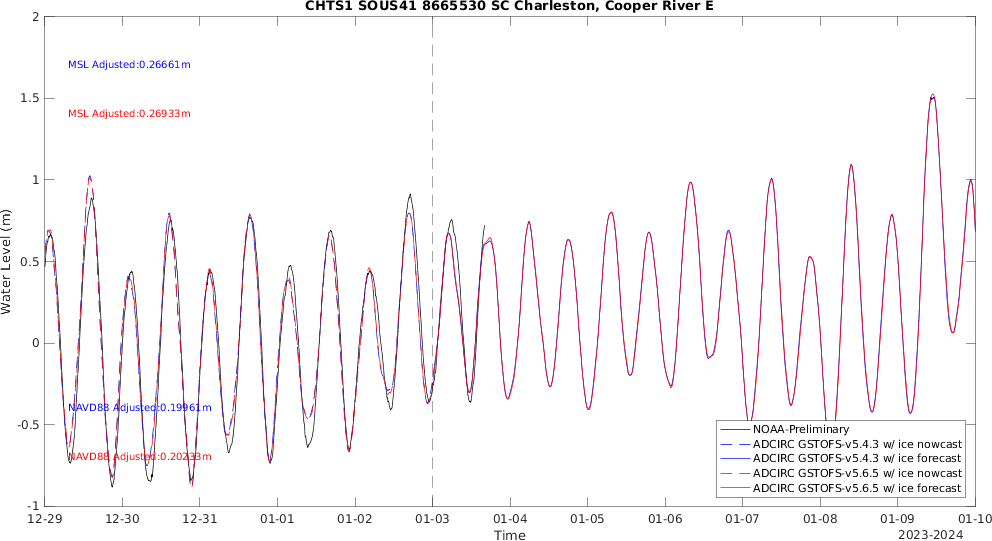 CHTS1 SOUS41 8665530 SC Charleston, Cooper River E
2
1.5
1
0.5
0
-0.5
-1
Water Level (m)
MSL Adjusted:0.26661m
MSL Adjusted:0.26933m
NAVD88 Adjusted:0.19961m
NAVD88 Adjusted:0.20233m
NOAA-Preliminary
ADCIRC GSTOFS-v5.4.3 w/ ice nowcast
ADCIRC GSTOFS-v5.4.3 w/ ice forecast
ADCIRC GSTOFS-v5.6.5 w/ ice nowcast
ADCIRC GSTOFS-v5.6.5 w/ ice forecast
12-29 12-30 12-31 01-01 01-02 01-03 01-04 01-05 01-06 01-07 01-08 01-09 01-10
Time
2023-2024